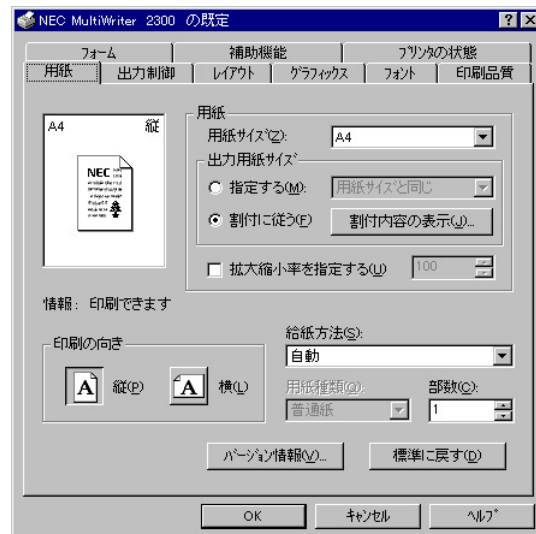 NEC MultiWriter 2300 の既定
フォーム 補助機能 プリンタの状態
用紙 出力制御 レイアウト グラフィックス フォント 印刷品質
A4 縦
NEC
用紙
用紙サイズ(Z): A4
出力用紙サイズ
指定する(M): 用紙サイズと同じ
割付に従う(F) 割付内容の表示(J)...
拡大縮小率を指定する(U) 100
情報: 印刷できます
印刷の向き
A 縦(P) A 横(L)
給紙方法(S):
自動
用紙種類(Q): 部数(C):
普通紙 1
バージョン情報(V)... 標準に戻す(D)
OK キャンセル ヘルプ